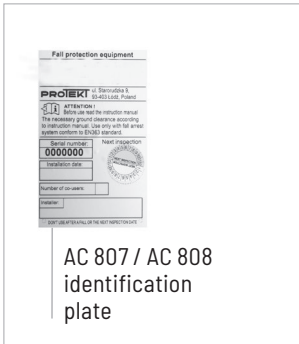 Fall protection equipment
PROTEKT
ul. Starorudzka 9,
93-403 Łódź, Poland
ATTENTION !
Before use read the instruction manual
The necessary ground clearance according
to instruction manual. Use only with fall arrest
system conform to EN363 standard.
Serial number:
0000000
Next inspection
Installation date
Number of co-users:
Installer:
DON'T USE AFTER A FALL OR THE NEXT INSPECTION DATE
AC 807 / AC 808
identification
plate